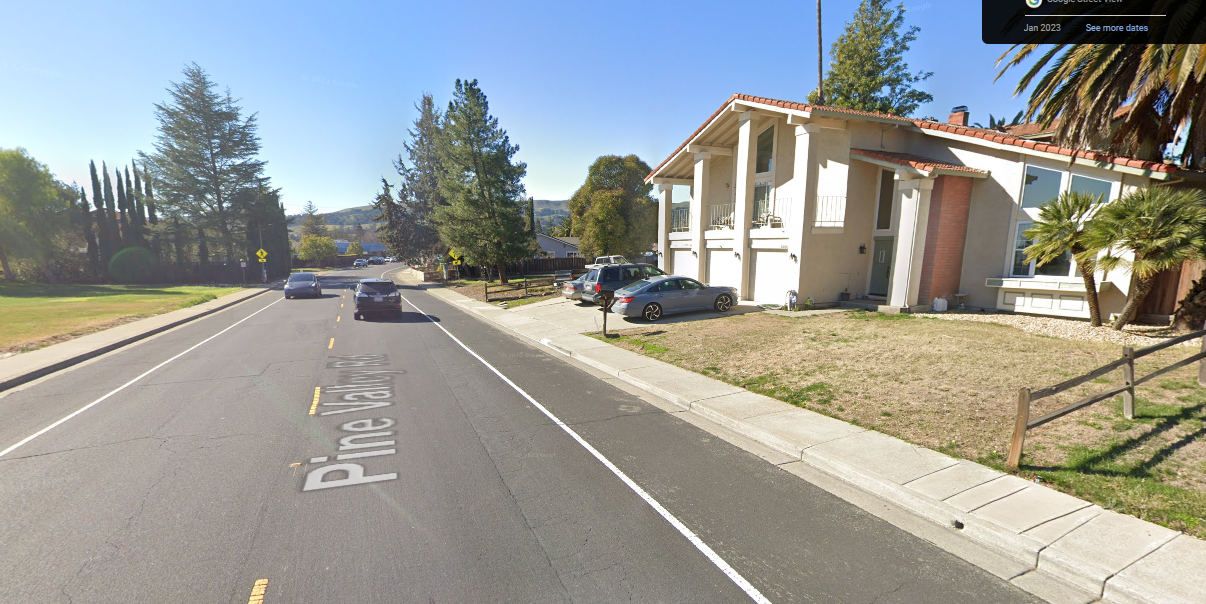 Google Street View
Jan 2023
See more dates
Pine Valley Rd